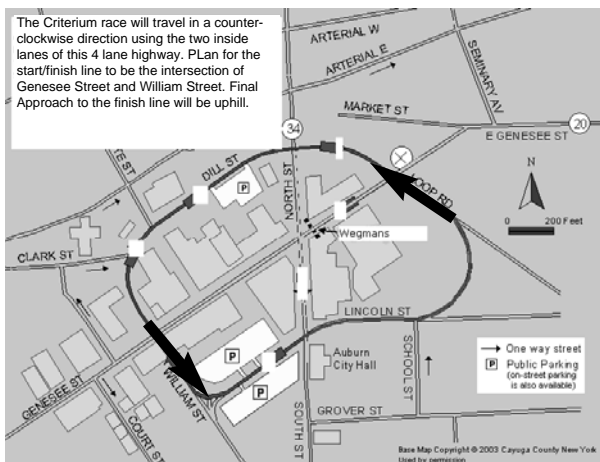 The Criterium race will travel in a counter-
clockwise direction using the two inside
lanes of this 4 lane highway. PLan for the
start/finish line to be the intersection of
Genesee Street and William Street. Final
Approach to the finish line will be uphill.
ARTERIAL W
ARTERIAL E
SEMINARY AV
MARKET ST
20
E GENESEE ST
34
DILL ST
P
NORTH ST
LOOP RD
N
0 200 Feet
Wegmans
CLARK ST
LINCOLN ST
One way street
P Public Parking
(on-street parking
is also available)
P
P
Auburn
City Hall
SCHOOL ST
GENESEE ST
WILLIAM ST
COURT ST
SOUTH ST
GROVER ST
Base Map Copyright © 2003 Cayuga County New York
Used by permission